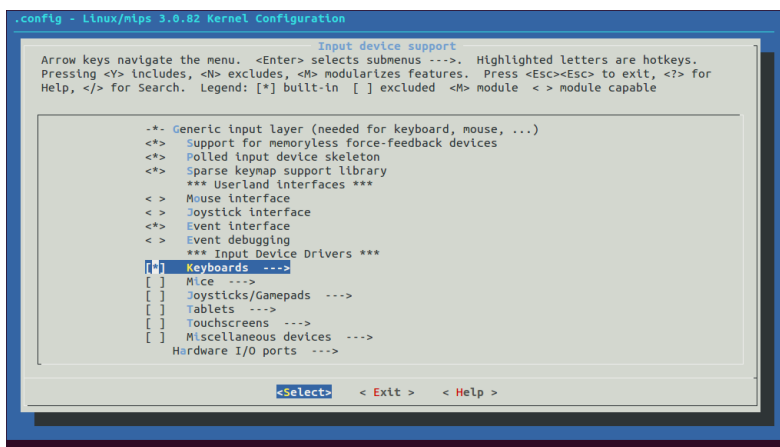 .config - Linux/mips 3.0.82 Kernel Configuration
Input device support
Arrow keys navigate the menu.  <Enter> selects submenus --->.  Highlighted letters are hotkeys.
Pressing <Y> includes, <N> excludes, <M> modularizes features.  Press <Esc><Esc> to exit, <?> for
Help, </> for Search.  Legend: [*] built-in  [ ] excluded  <M> module  < > module capable
-*- Generic input layer (needed for keyboard, mouse, ...)
<*>   Support for memoryless force-feedback devices
<*>   Polled input device skeleton
<*>   Sparse keymap support library
*** Userland interfaces ***
< >   Mouse interface
< >   Joystick interface
<*>   Event interface
< >   Event debugging
*** Input Device Drivers ***
[*]   Keyboards  --->
[ ]   Mice  --->
[ ]   Joysticks/Gamepads  --->
[ ]   Tablets  --->
[ ]   Touchscreens  --->
[ ]   Miscellaneous devices  --->
Hardware I/O ports  --->
<Select>    < Exit >    < Help >